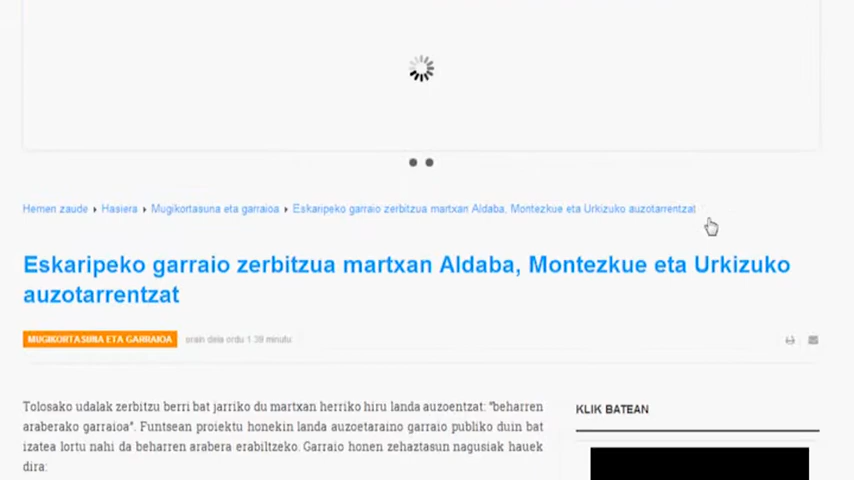 Hemen zaude Hasiera Mugikortasuna eta garraioa Eskaripeko garraio zerbitzua martxan Aldaba, Montezkue eta Urkizuko auzotarrentzat
Eskaripeko garraio zerbitzua martxan Aldaba, Montezkue eta Urkizuko
auzotarrentzat
MUGIKORTASUNA ETA GARRAIOA orain dela ordu 1 39 minutu
Tolosako udalak zerbitzu berri bat jarriko du martxan herriko hiru landa auzoentzat: "beharren
araberako garraioa". Funtsean proiektu honekin landa auzoetaraino garraio publiko duin bat
izatea lortu nahi da beharren arabera erabiltzeko. Garraio honen zehaztasun nagusiak hauek
dira:
KLIK BATEAN